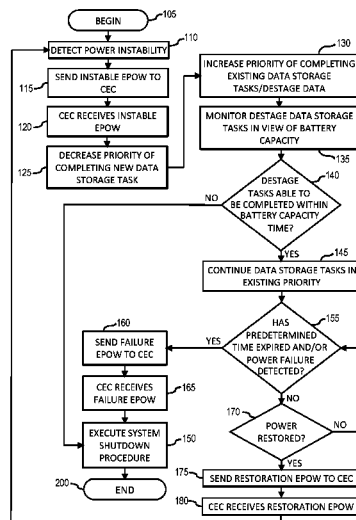 BEGIN
105
DETECT POWER INSTABILITY
110
SEND INSTABLE EPOW TO
CEC
115
CEC RECEIVES INSTABLE
EPOW
120
DECREASE PRIORITY OF
COMPLETING NEW DATA
STORAGE TASK
125
130
INCREASE PRIORITY OF COMPLETING
EXISTING DATA STORAGE
TASKS/DESTAGE DATA
MONITOR DESTAGE DATA STORAGE
TASKS IN VIEW OF BATTERY
CAPACITY
135
140
DESTAGE
TASKS ABLE TO
BE COMPLETED WITHIN
BATTERY CAPACITY
TIME?
NO
YES
145
CONTINUE DATA STORAGE TASKS IN
EXISTING PRIORITY
155
HAS
PREDETERMINED
TIME EXPIRED AND/OR
POWER FAILURE
DETECTED?
YES
NO
160
SEND FAILURE
EPOW TO CEC
CEC RECEIVES
FAILURE EPOW
165
EXECUTE SYSTEM
SHUTDOWN
PROCEDURE
150
200
END
170
POWER
RESTORED?
NO
YES
175
SEND RESTORATION EPOW TO CEC
180
CEC RECEIVES RESTORATION EPOW